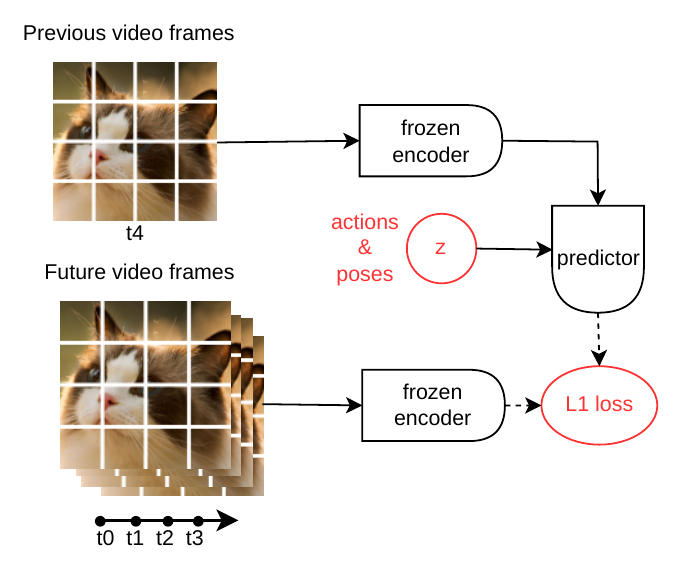 Previous video frames
t4
frozen
encoder
actions
&
poses
z
predictor
Future video frames
frozen
encoder
L1 loss
t0 t1 t2 t3